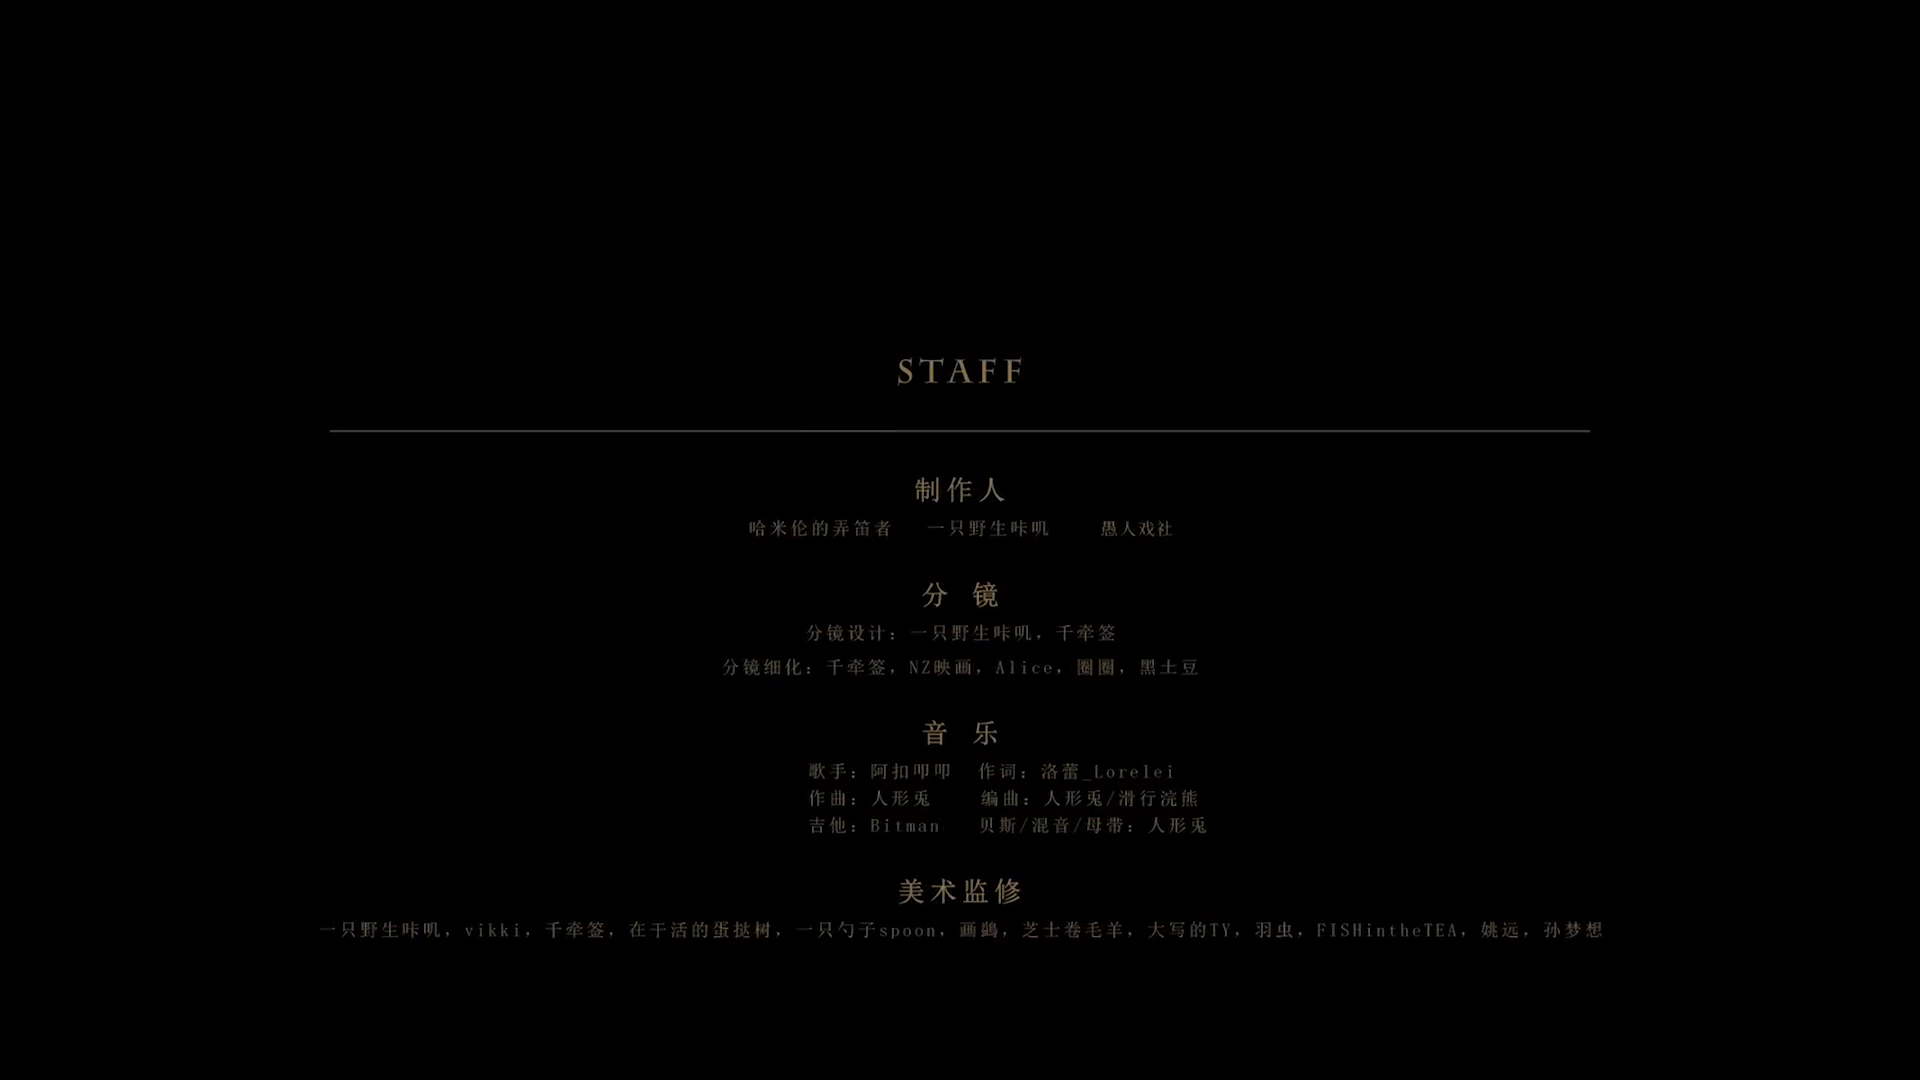 STAFF
制作人
哈米伦的弄笛者 一只野生咔叽 愚人戏社
分 镜
分镜设计：一只野生咔叽，千牵签
分镜细化：千牵签，NZ映画，Alice，圈圈，黑土豆
音 乐
歌手：阿扣叩叩 作词：洛蕾_Lorelei
作曲：人形兎 编曲：人形兎/滑行浣熊
吉他：Bitman 贝斯/混音/母带：人形兎
美术监修
一只野生咔叽，vikki，千牵签，在干活的蛋挞树，一只勺子spoon，画鹢，芝士卷毛羊，大写的TY，羽虫，FISHintheTEA，姚远，孙梦想